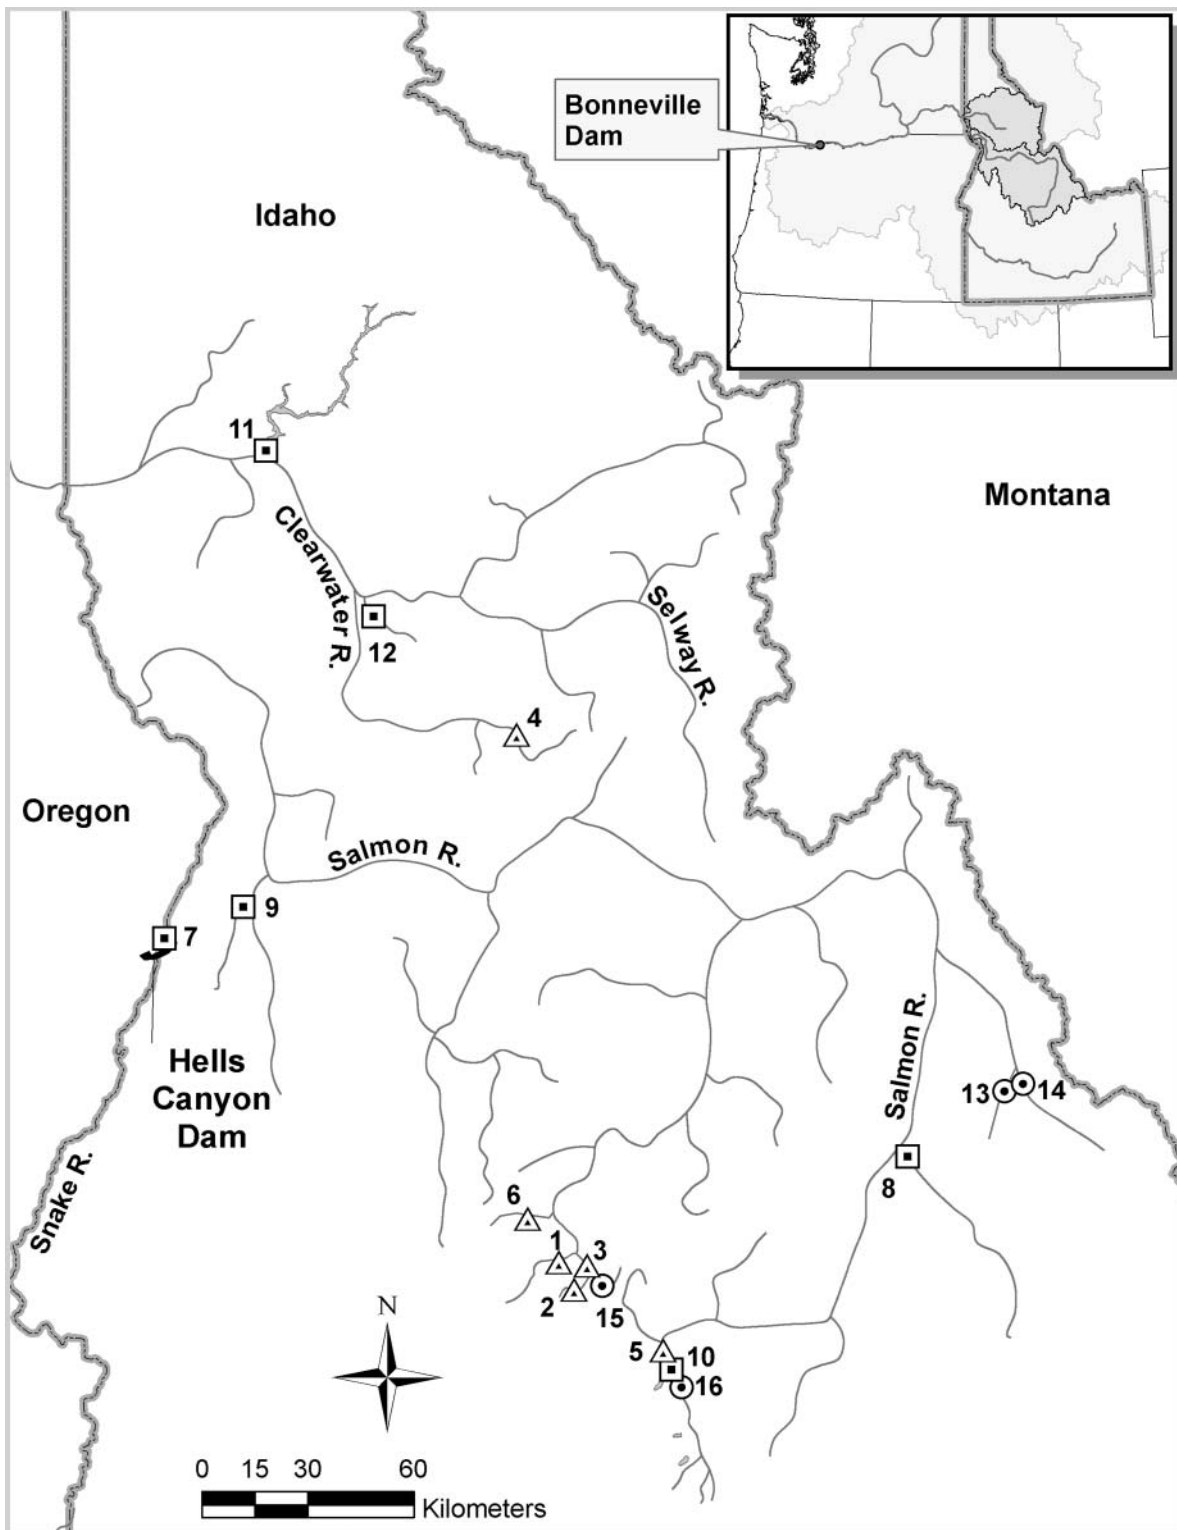 Bonneville
Dam
Idaho
11
Montana
Clearwater R.
Selway R.
12
4
Oregon
Salmon R.
9
7
Salmon R.
Hells
Canyon
Dam
13
14
Snake R.
8
6
1
3
2
15
5
10
16
N
0 15 30 60
Kilometers